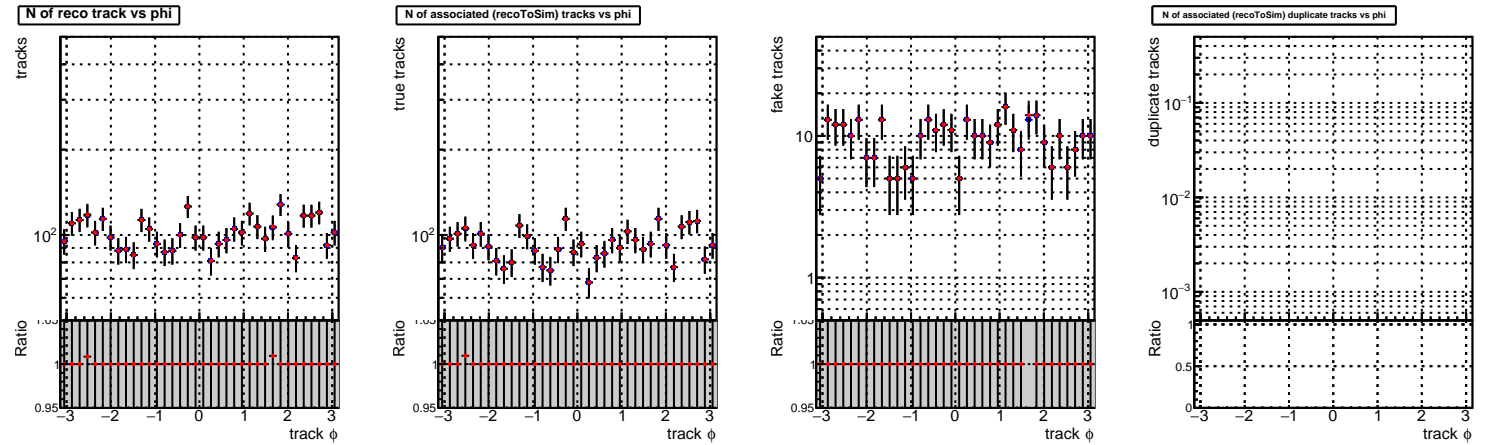 N of reco track vs phi
tracks
10²
Ratio
1.05
1
0.95
−3 −2 −1 0 1 2 3
track ϕ
N of associated (recoToSim) tracks vs phi
true tracks
10²
Ratio
1.05
1
0.95
−3 −2 −1 0 1 2 3
track ϕ
fake tracks
10
1
Ratio
1.05
1
0.95
−3 −2 −1 0 1 2 3
track ϕ
N of associated (recoToSim) duplicate tracks vs phi
duplicate tracks
10⁻¹
10⁻²
10⁻³
Ratio
1
0.5
0
−3 −2 −1 0 1 2 3
track ϕ